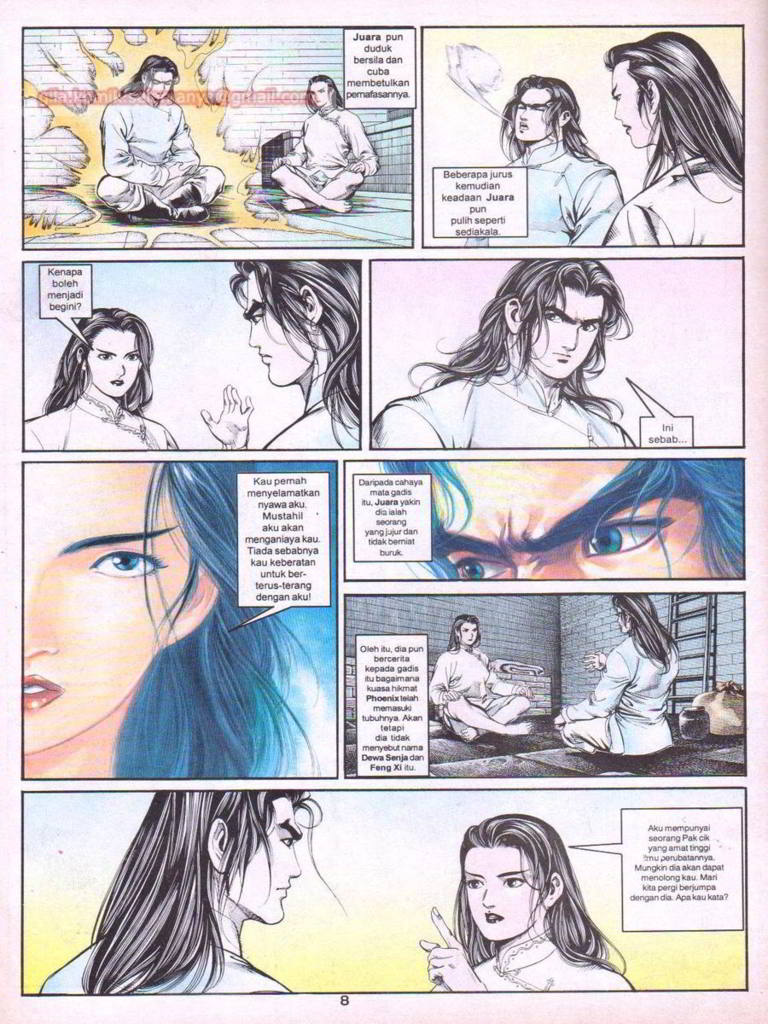 Juara pun
duduk
bersila dan
cuba
membetulkan
pernafasannya.
Beberapa jurus
kemudian
keadaan Juara
pun
pulih seperti
sediakala.
Kenapa
boleh
menjadi
begini?
Ini
sebab...
Kau pernah
menyelamatkan
nyawa aku.
Mustahil
aku akan
menganiaya kau.
Tiada sebabnya
kau keberatan
untuk ber-
terus-terang
dengan aku!
Daripada cahaya
mata gadis
itu, Juara yakin
dia ialah
seorang
yang jujur dan
tidak berniat
buruk.
Oleh itu, dia pun
bercerita
kepada gadis
itu bagaimana
kuasa hikmat
Phoenix telah
memasuki
tubuhnya. Akan
tetapi
dia tidak
menyebut nama
Dewa Senja dan
Feng Xi itu.
Aku mempunyai
seorang Pak cik
yang amat tinggi
ilmu perubatannya.
Mungkin dia akan dapat
menolong kau. Mari
kita pergi berjumpa
dengan dia. Apa kau kata?
8